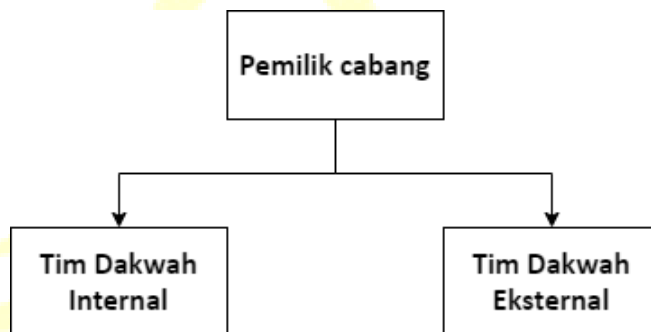 Pemilik cabang
Tim Dakwah
Internal
Tim Dakwah
Eksternal